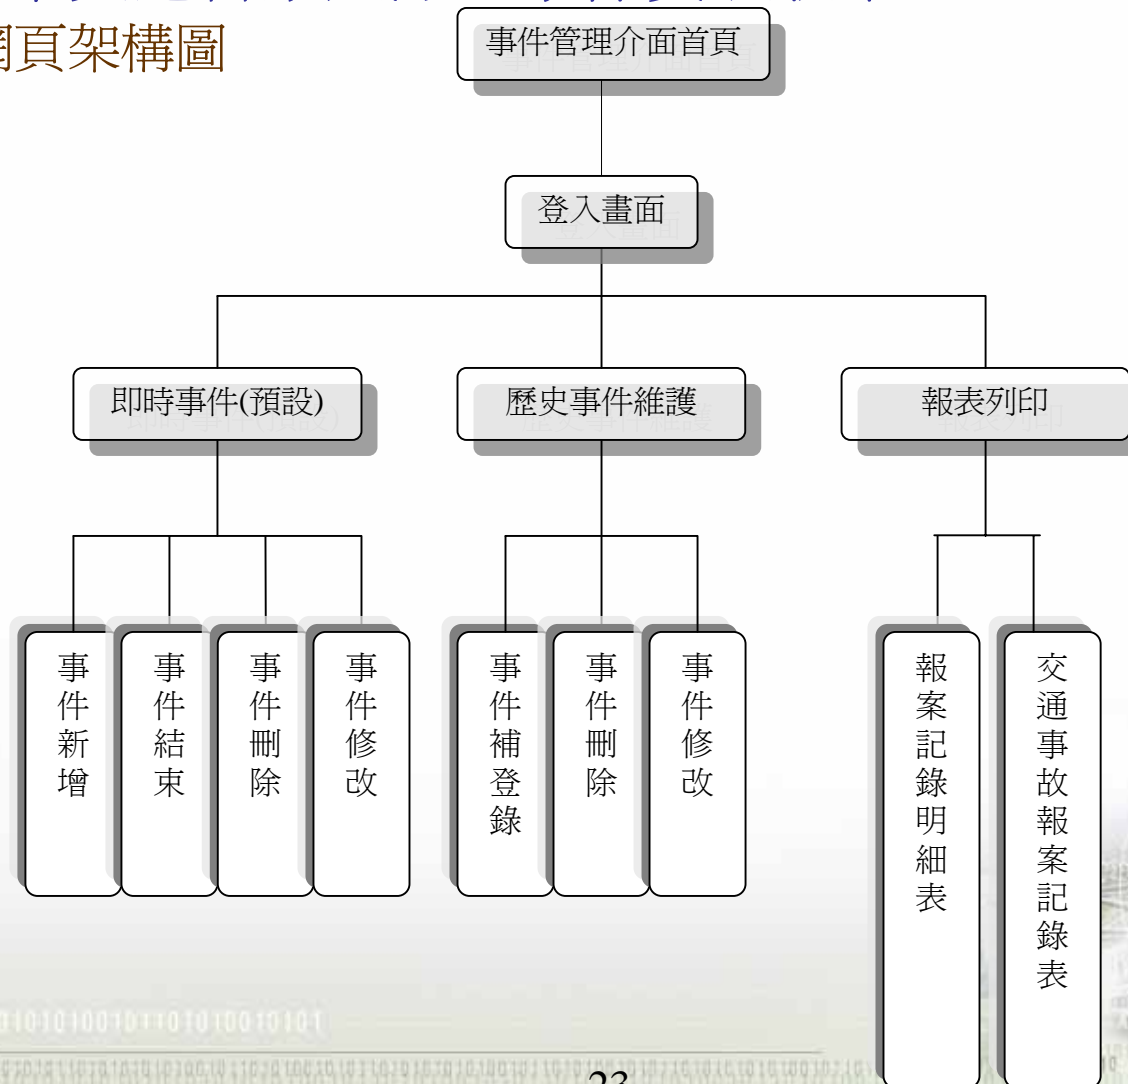 網頁架構圖
事件管理介面首頁
登入畫面
即時事件(預設)
歷史事件維護
報表列印
事件新增
事件結束
事件刪除
事件修改
事件補登錄
事件刪除
事件修改
報案記錄明細表
交通事故報案記錄表
23